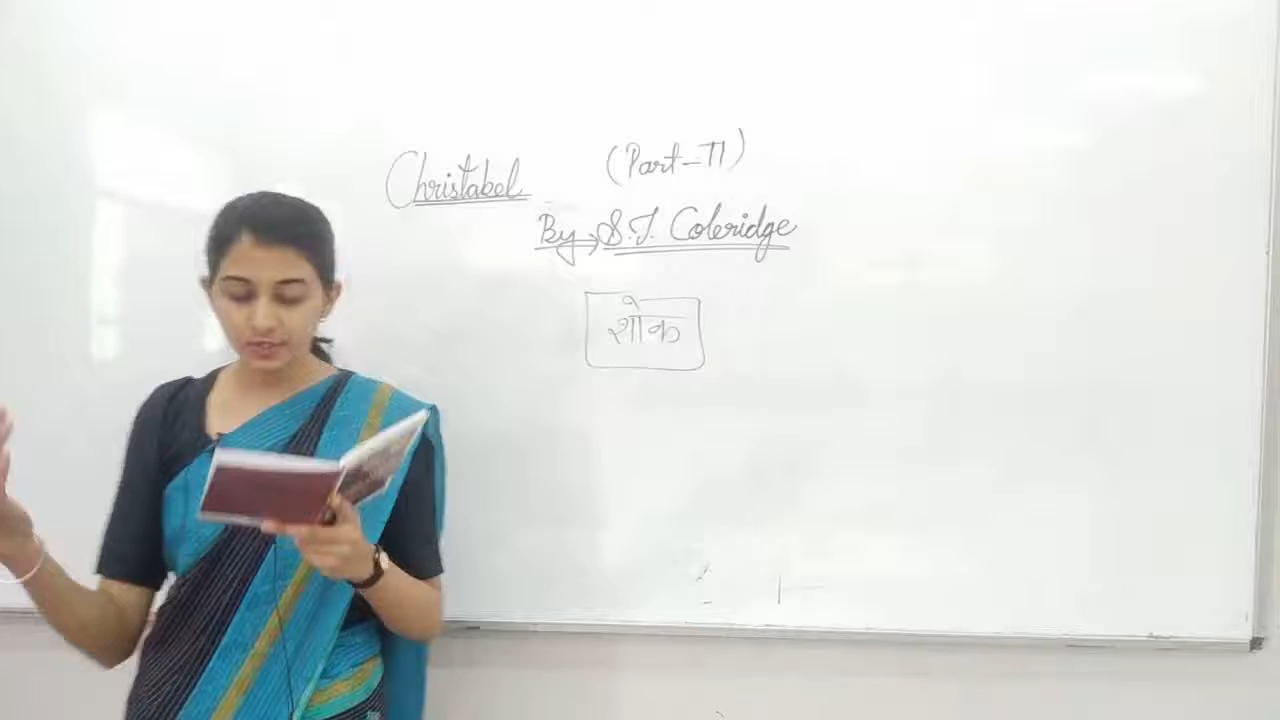 Christabel (Part-II)
By→ S.T. Coleridge
शोक